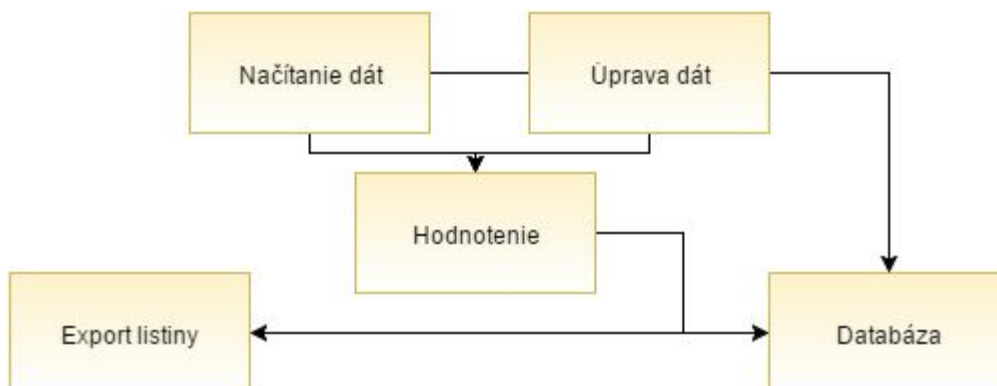 Načítanie dát
Úprava dát
Hodnotenie
Export listiny
Databáza